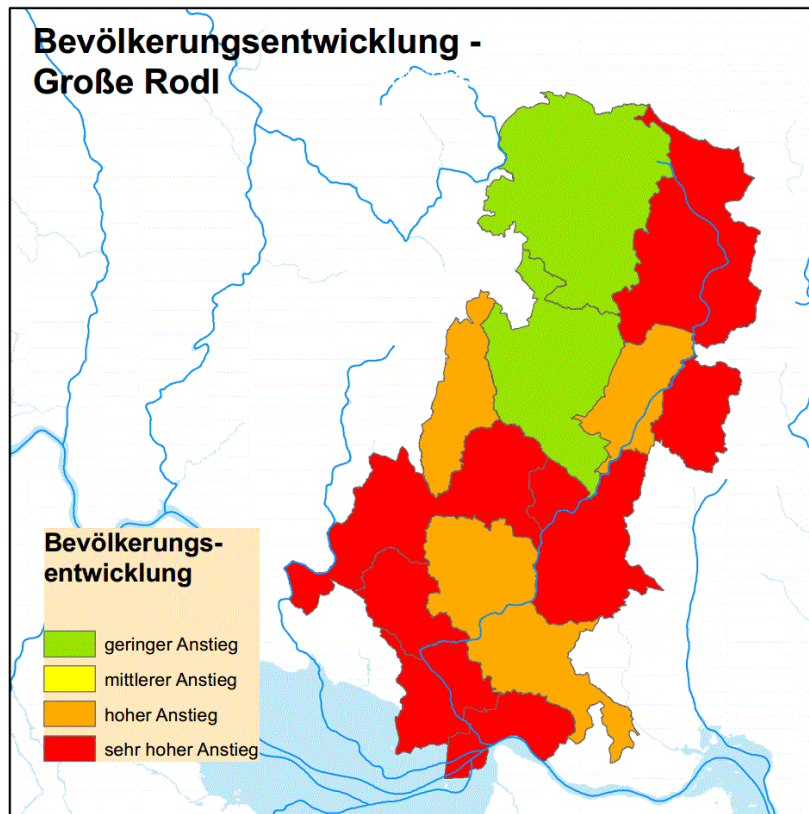 Bevölkerungsentwicklung -
Große Rodl
Bevölkerungs-
entwicklung
geringer Anstieg
mittlerer Anstieg
hoher Anstieg
sehr hoher Anstieg